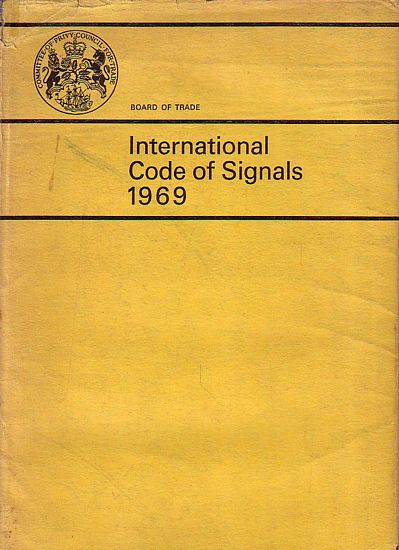 COMMITTEE OF PRIVY COUNCIL FOR TRADE
BOARD OF TRADE
International
Code of Signals
1969